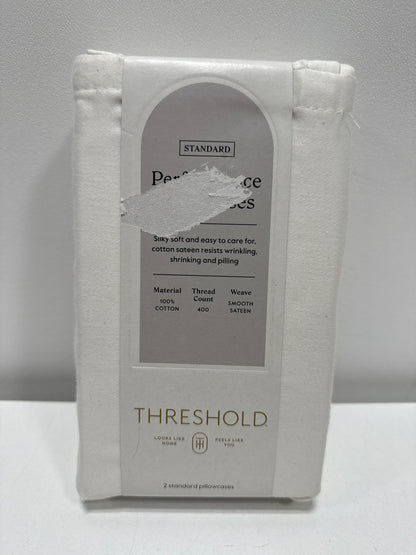 STANDARD
silky soft and easy to care for,
cotton sateen resists wrinkling,
shrinking and pilling
Material Thread Count Weave
100% COTTON 400 SMOOTH SATEEN
THRESHOLD
LOOKS LIKE HOME FEELS LIKE YOU
2 standard pillowcases